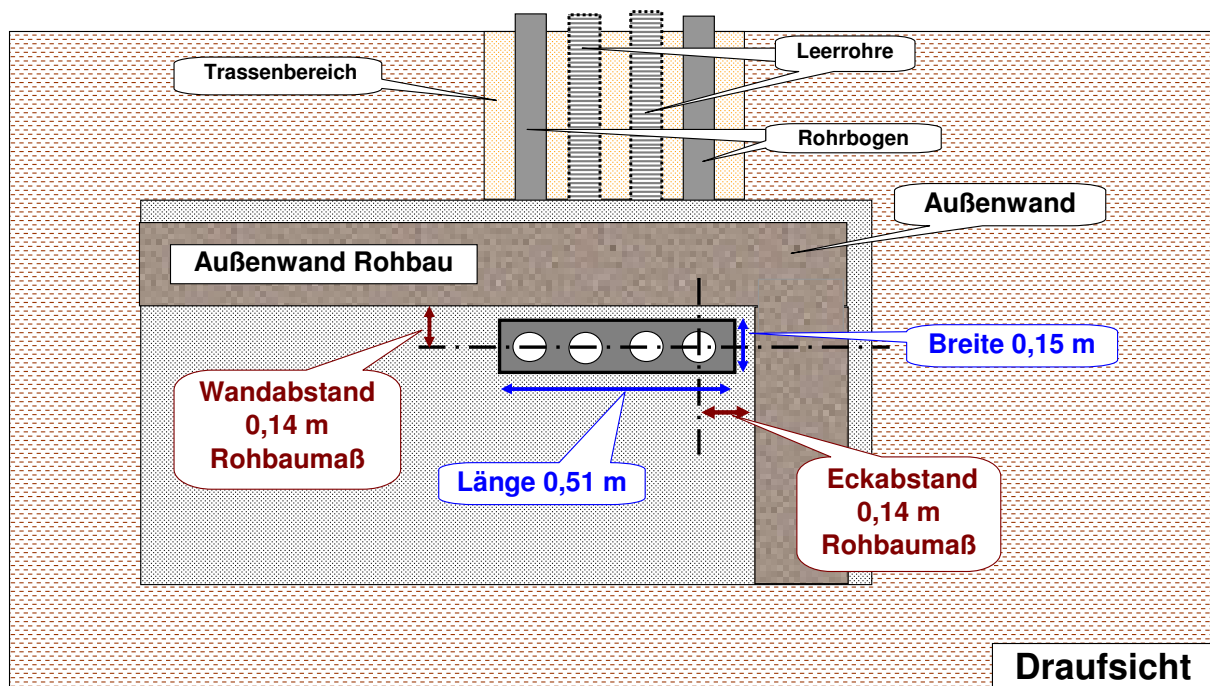 Trassenbereich
Leerrohre
Rohrbogen
Außenwand
Außenwand Rohbau
Breite 0,15 m
Wandabstand
0,14 m
Rohbaumaß
Länge 0,51 m
Eckabstand
0,14 m
Rohbaumaß
Draufsicht